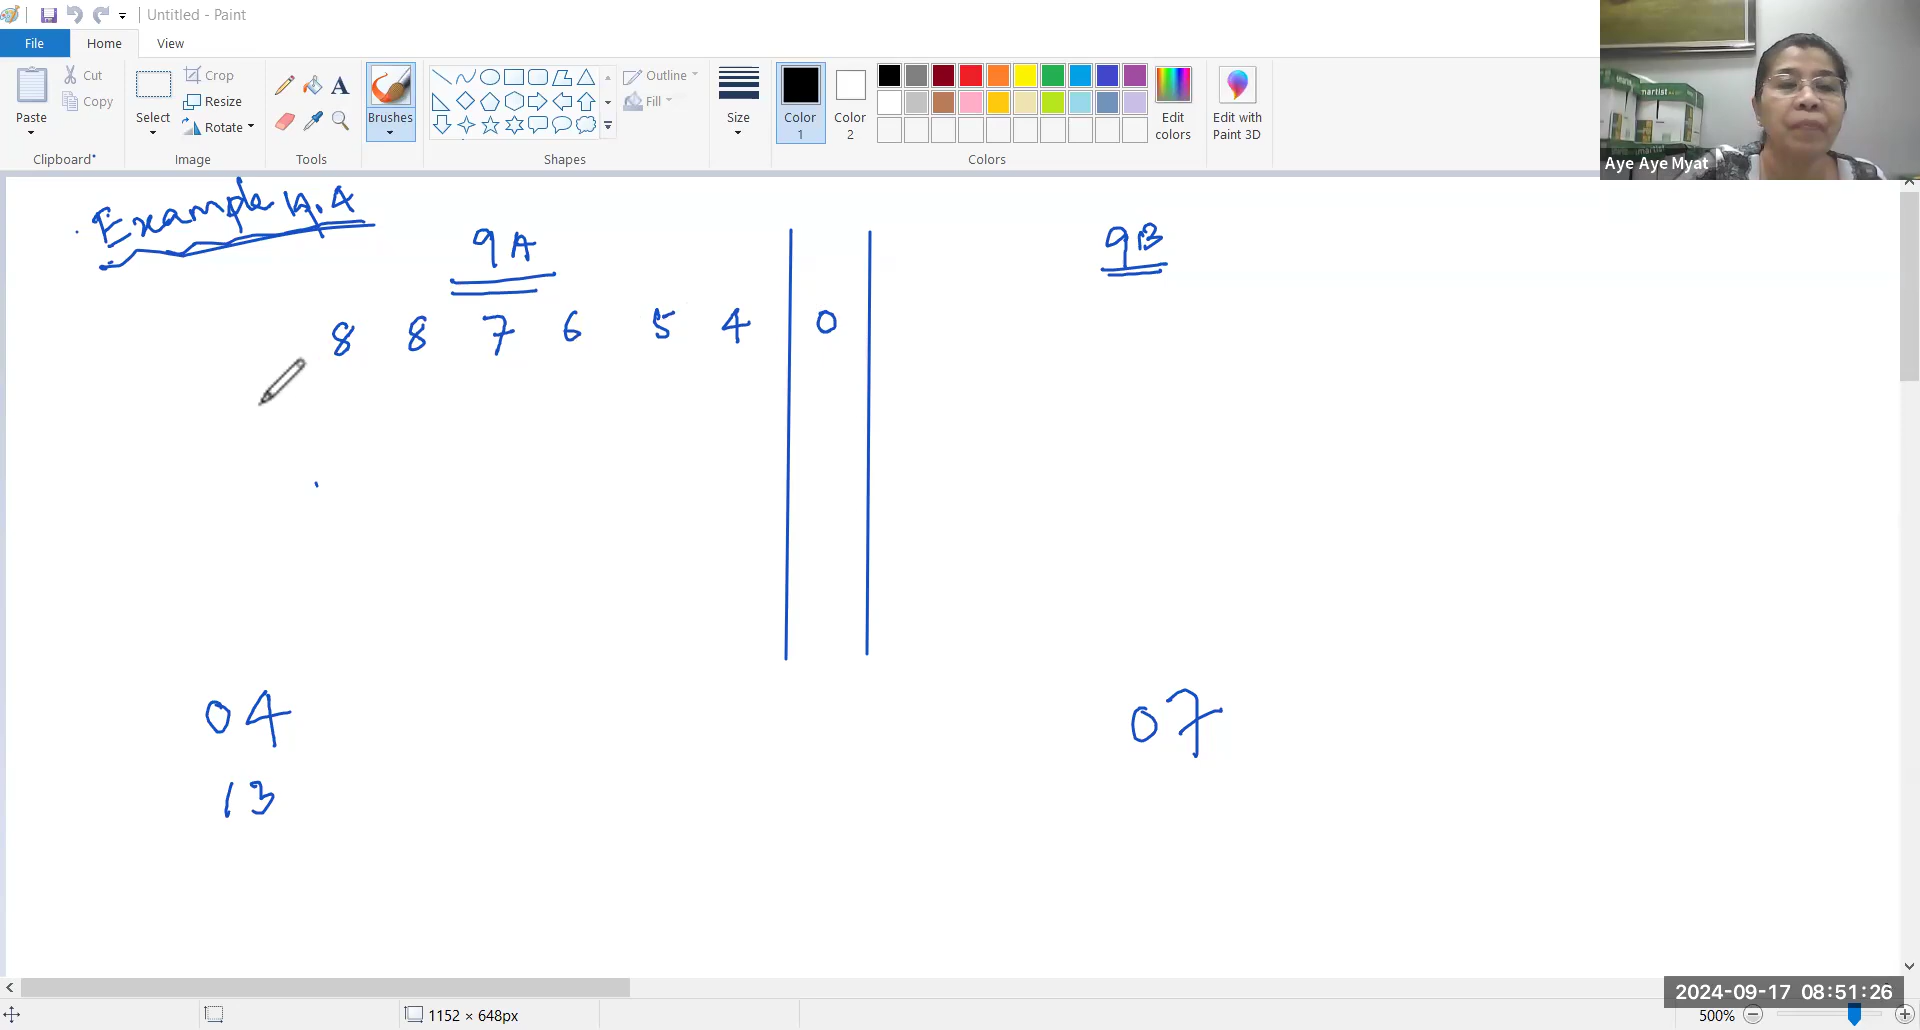 Untitled - Paint
File Home View
Paste
Cut
Copy
Clipboard
Select
Crop
Resize
Rotate
Image
A
Tools
Brushes
Shapes
Outline
Fill
Size
Color 1
Color 2
Colors
Edit colors
Edit with Paint 3D
martist
Aye Aye Myat
Example 14.4
9A
9B
8 8 7 6 5 4 0
04
07
13
2024-09-17 08:51:26
1152 × 648px
500%